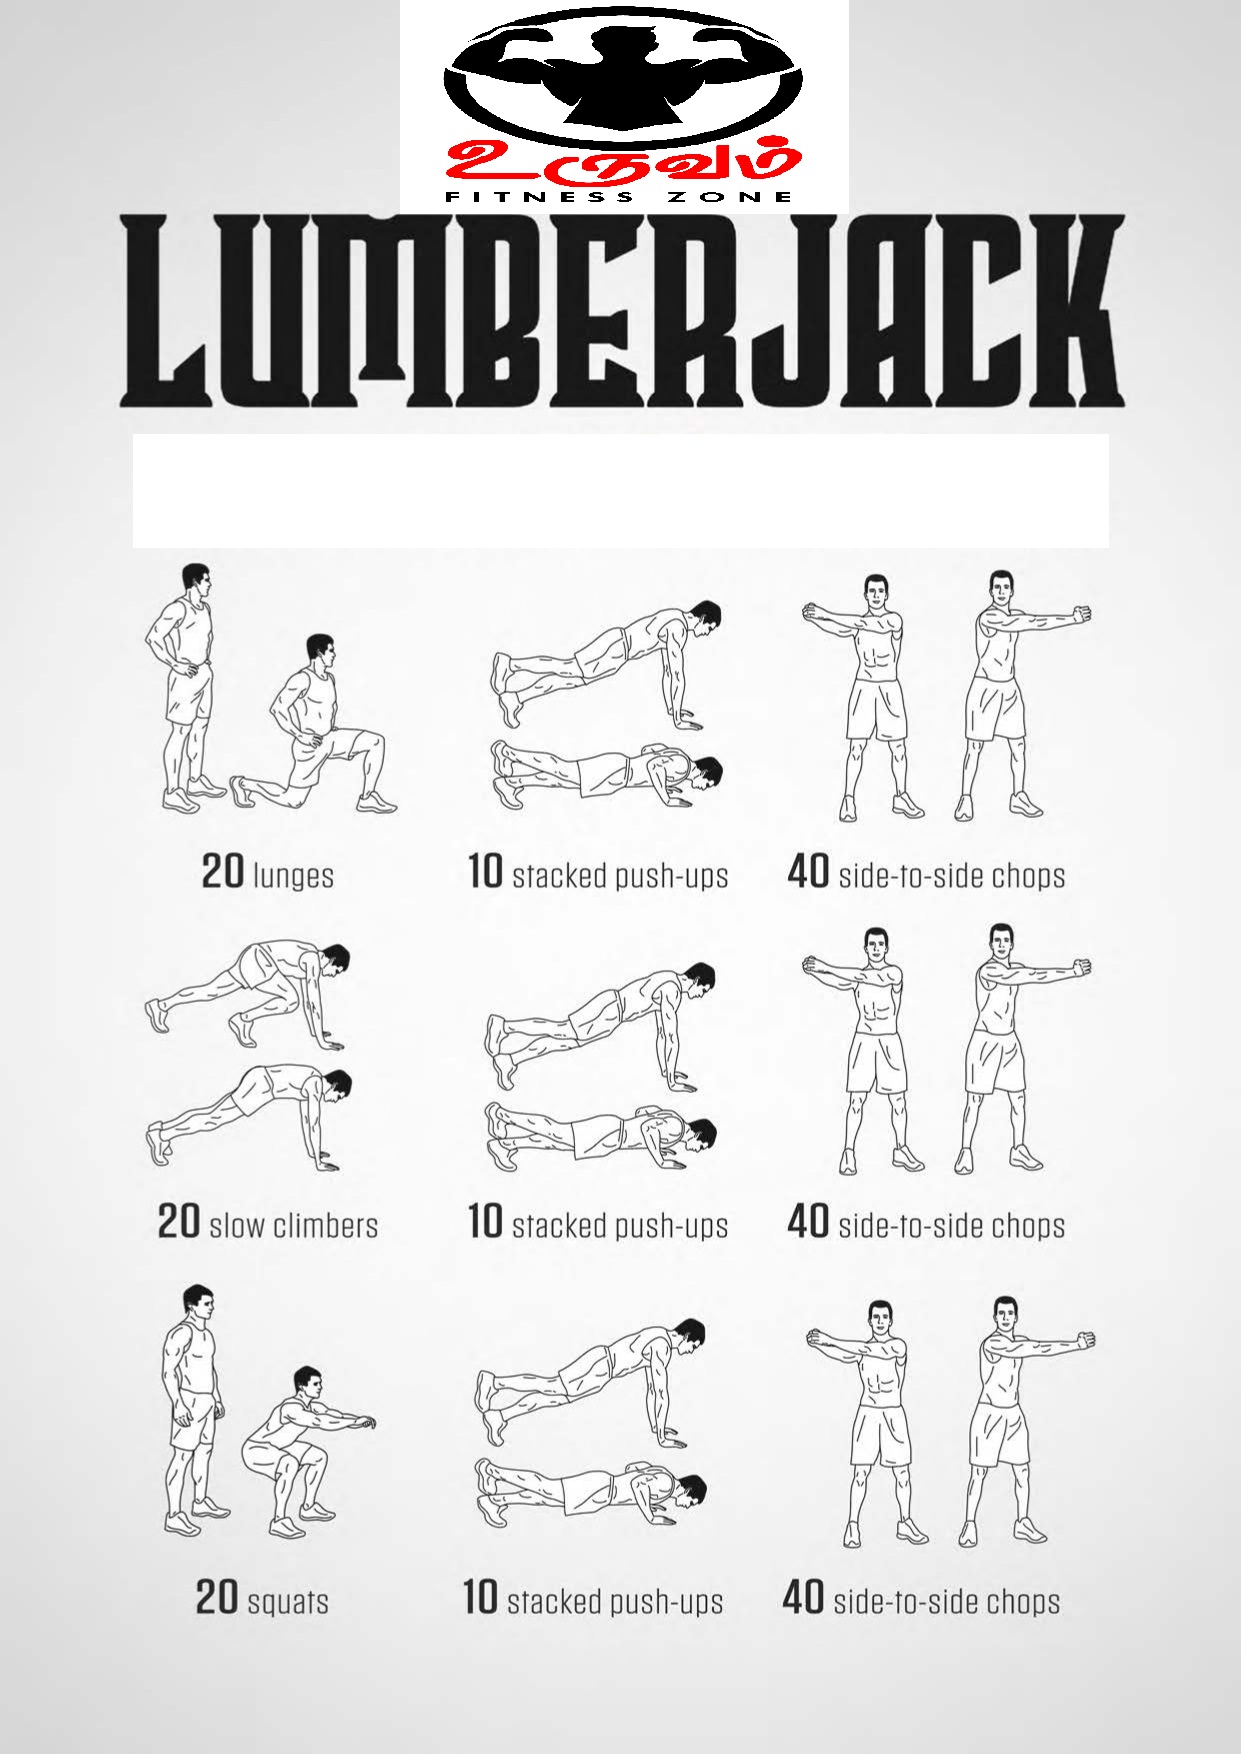 உருவம்
FITNESS ZONE
LUMBERJACK
20 lunges
10 stacked push-ups
40 side-to-side chops
20 slow climbers
10 stacked push-ups
40 side-to-side chops
20 squats
10 stacked push-ups
40 side-to-side chops